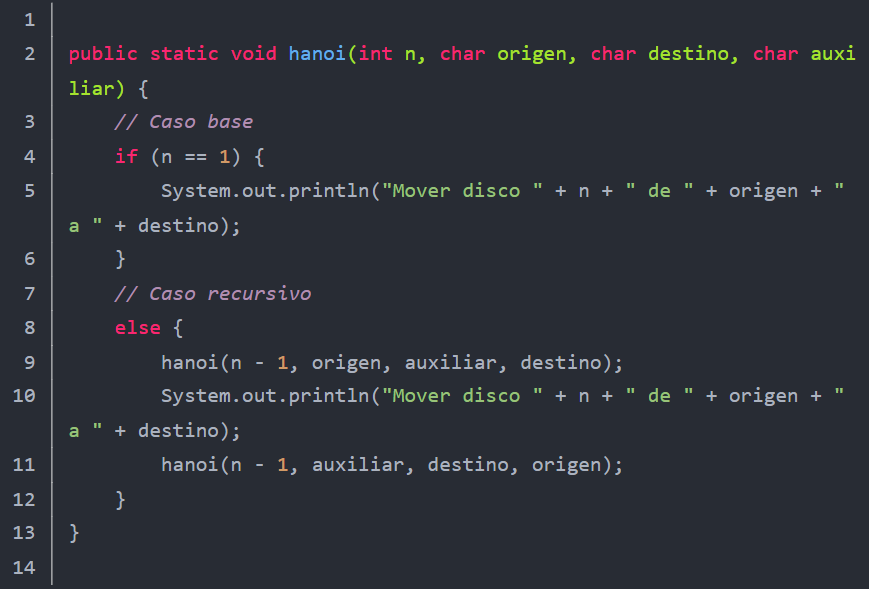 1
2 public static void hanoi(int n, char origen, char destino, char auxi
liar) {
3 // Caso base
4 if (n == 1) {
5 System.out.println("Mover disco " + n + " de " + origen + "
a " + destino);
6 }
7 // Caso recursivo
8 else {
9 hanoi(n - 1, origen, auxiliar, destino);
10 System.out.println("Mover disco " + n + " de " + origen + "
a " + destino);
11 hanoi(n - 1, auxiliar, destino, origen);
12 }
13 }
14